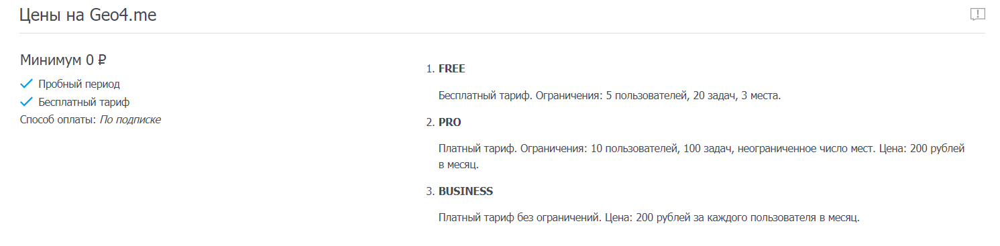 Цены на Geo4.me
Минимум 0 ₽
Пробный период
Бесплатный тариф
Способ оплаты: По подписке
1. FREE
Бесплатный тариф. Ограничения: 5 пользователей, 20 задач, 3 места.
2. PRO
Платный тариф. Ограничения: 10 пользователей, 100 задач, неограниченное число мест. Цена: 200 рублей
в месяц.
3. BUSINESS
Платный тариф без ограничений. Цена: 200 рублей за каждого пользователя в месяц.